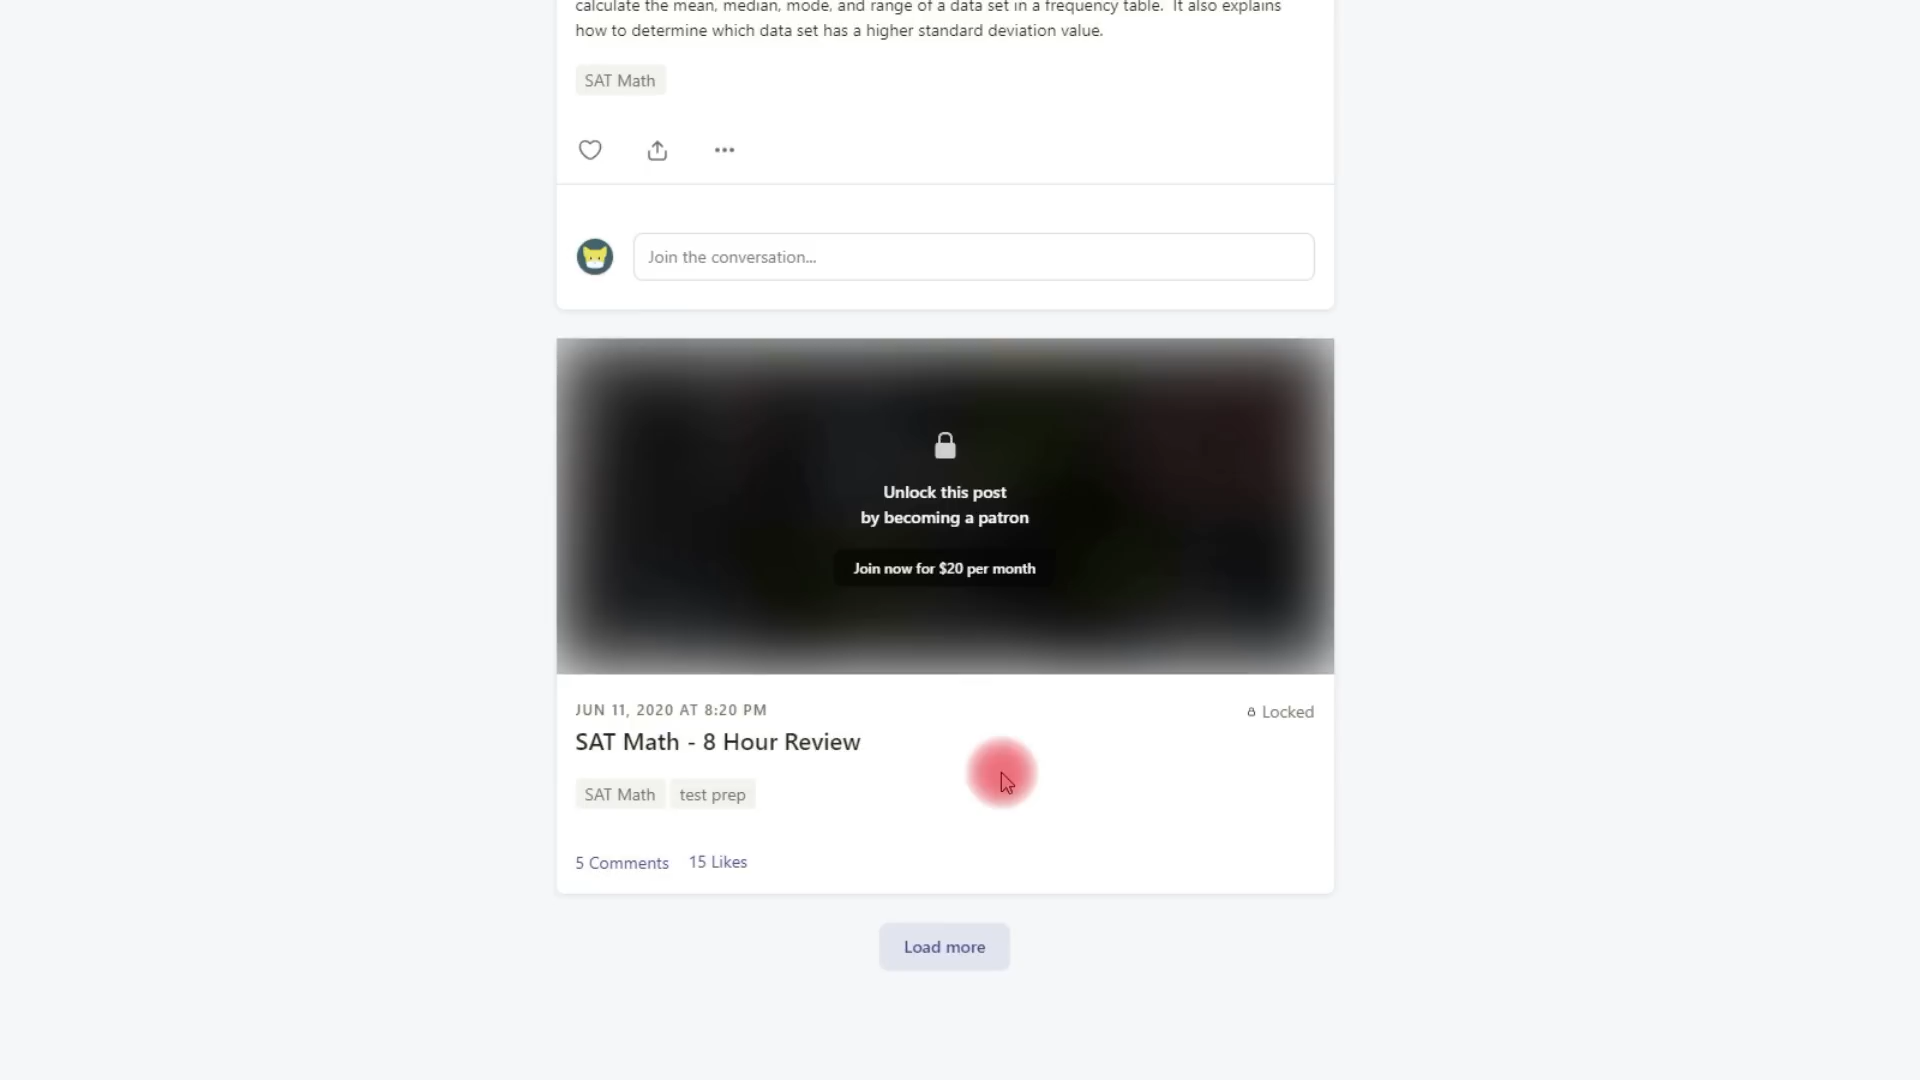 calculate the mean, median, mode, and range of a data set in a frequency table.  It also explains
how to determine which data set has a higher standard deviation value.
SAT Math
Join the conversation...
Unlock this post
by becoming a patron
Join now for $20 per month
JUN 11, 2020 AT 8:20 PM
Locked
SAT Math - 8 Hour Review
SAT Math test prep
5 Comments 15 Likes
Load more